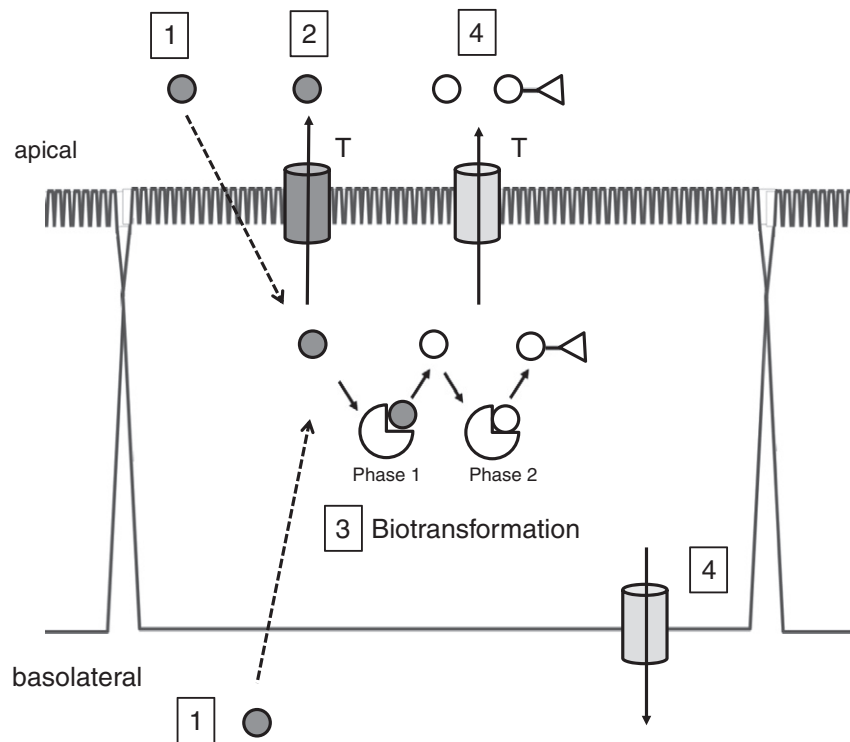 1
2
4
T
T
apical
Phase 1
Phase 2
3 Biotransformation
4
basolateral
1